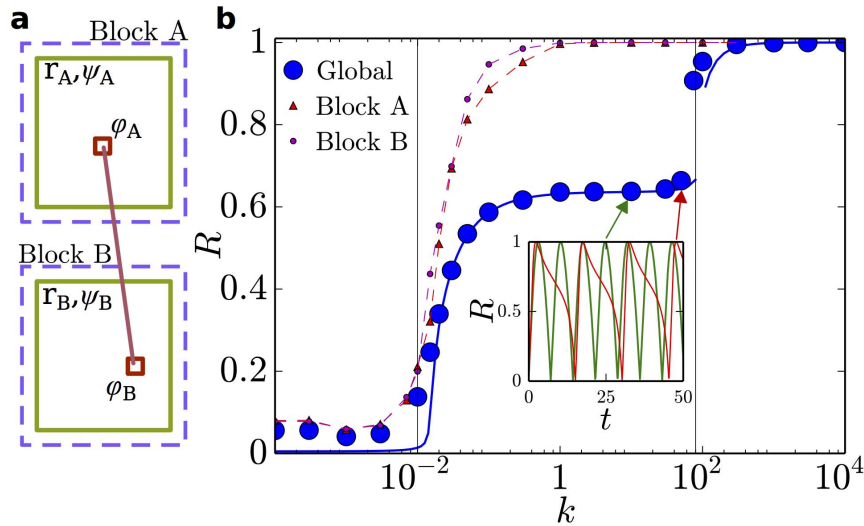 a
Block A
r_A,ψ_A
φ_A
Block B
r_B,ψ_B
φ_B
b
R
1
0.8
0.6
0.4
0.2
0
Global
Block A
Block B
R
1
0.5
0
0 25 50
t
10^−2 1 10^2 10^4
k